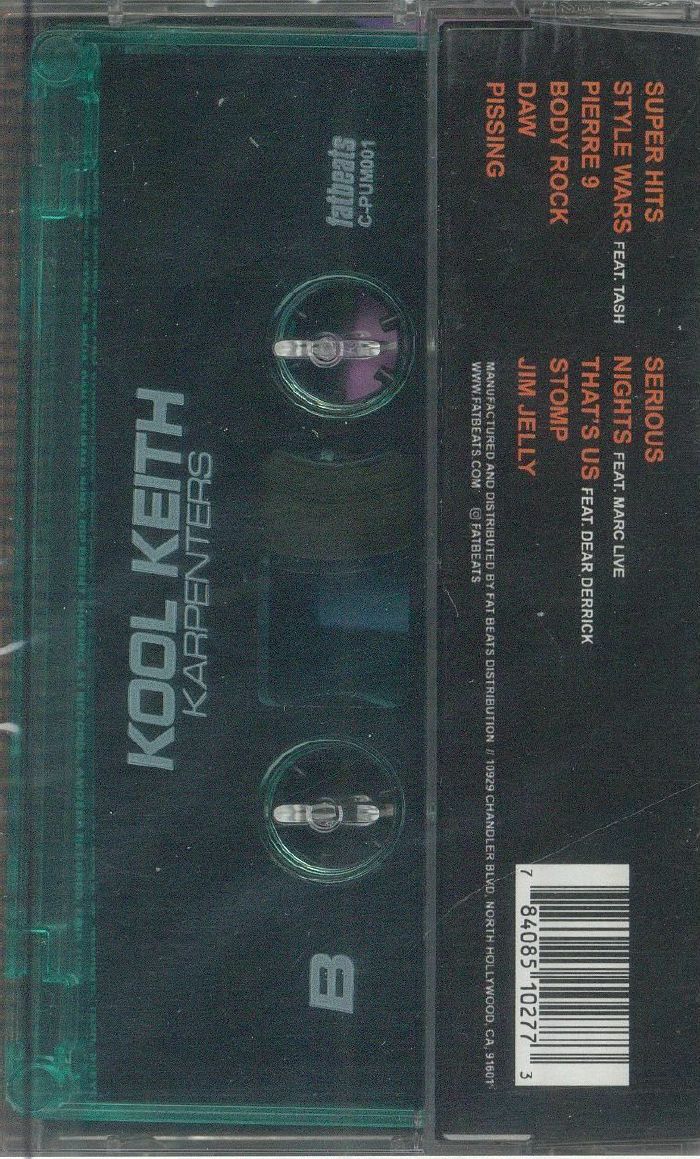 fatbeats
C-PUM001
KOOL KEITH
KARPENTERS
B
SUPER HITS
STYLE WARS FEAT. TASH
PIERRE 9
BODY ROCK
DAW
PISSING
SERIOUS
NIGHTS FEAT. MARC LIVE
THAT'S US FEAT. DEAR DERRICK
STOMP
JIM JELLY
MANUFACTURED AND DISTRIBUTED BY FAT BEATS DISTRIBUTION // 10929 CHANDLER BLVD. NORTH HOLLYWOOD, CA, 91601
WWW.FATBEATS.COM FATBEATS
7 84085 10277 3